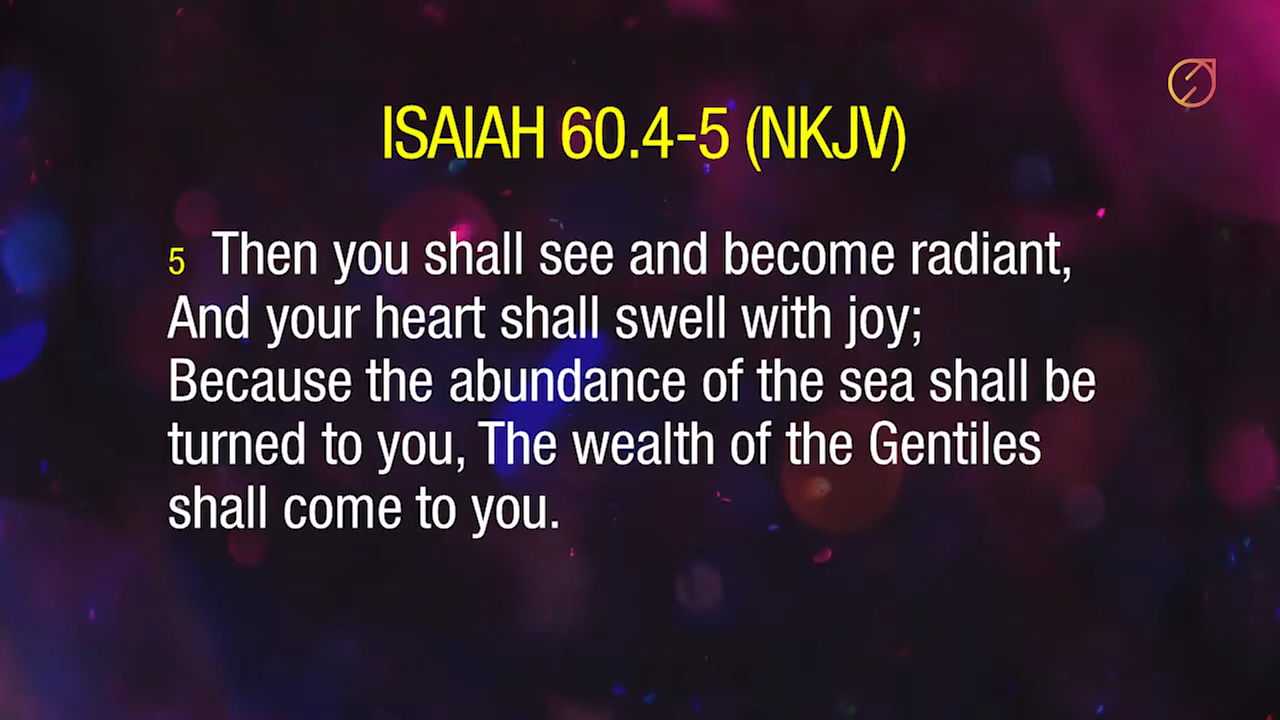 ISAIAH 60.4-5 (NKJV)
5 Then you shall see and become radiant,
And your heart shall swell with joy;
Because the abundance of the sea shall be
turned to you, The wealth of the Gentiles
shall come to you.